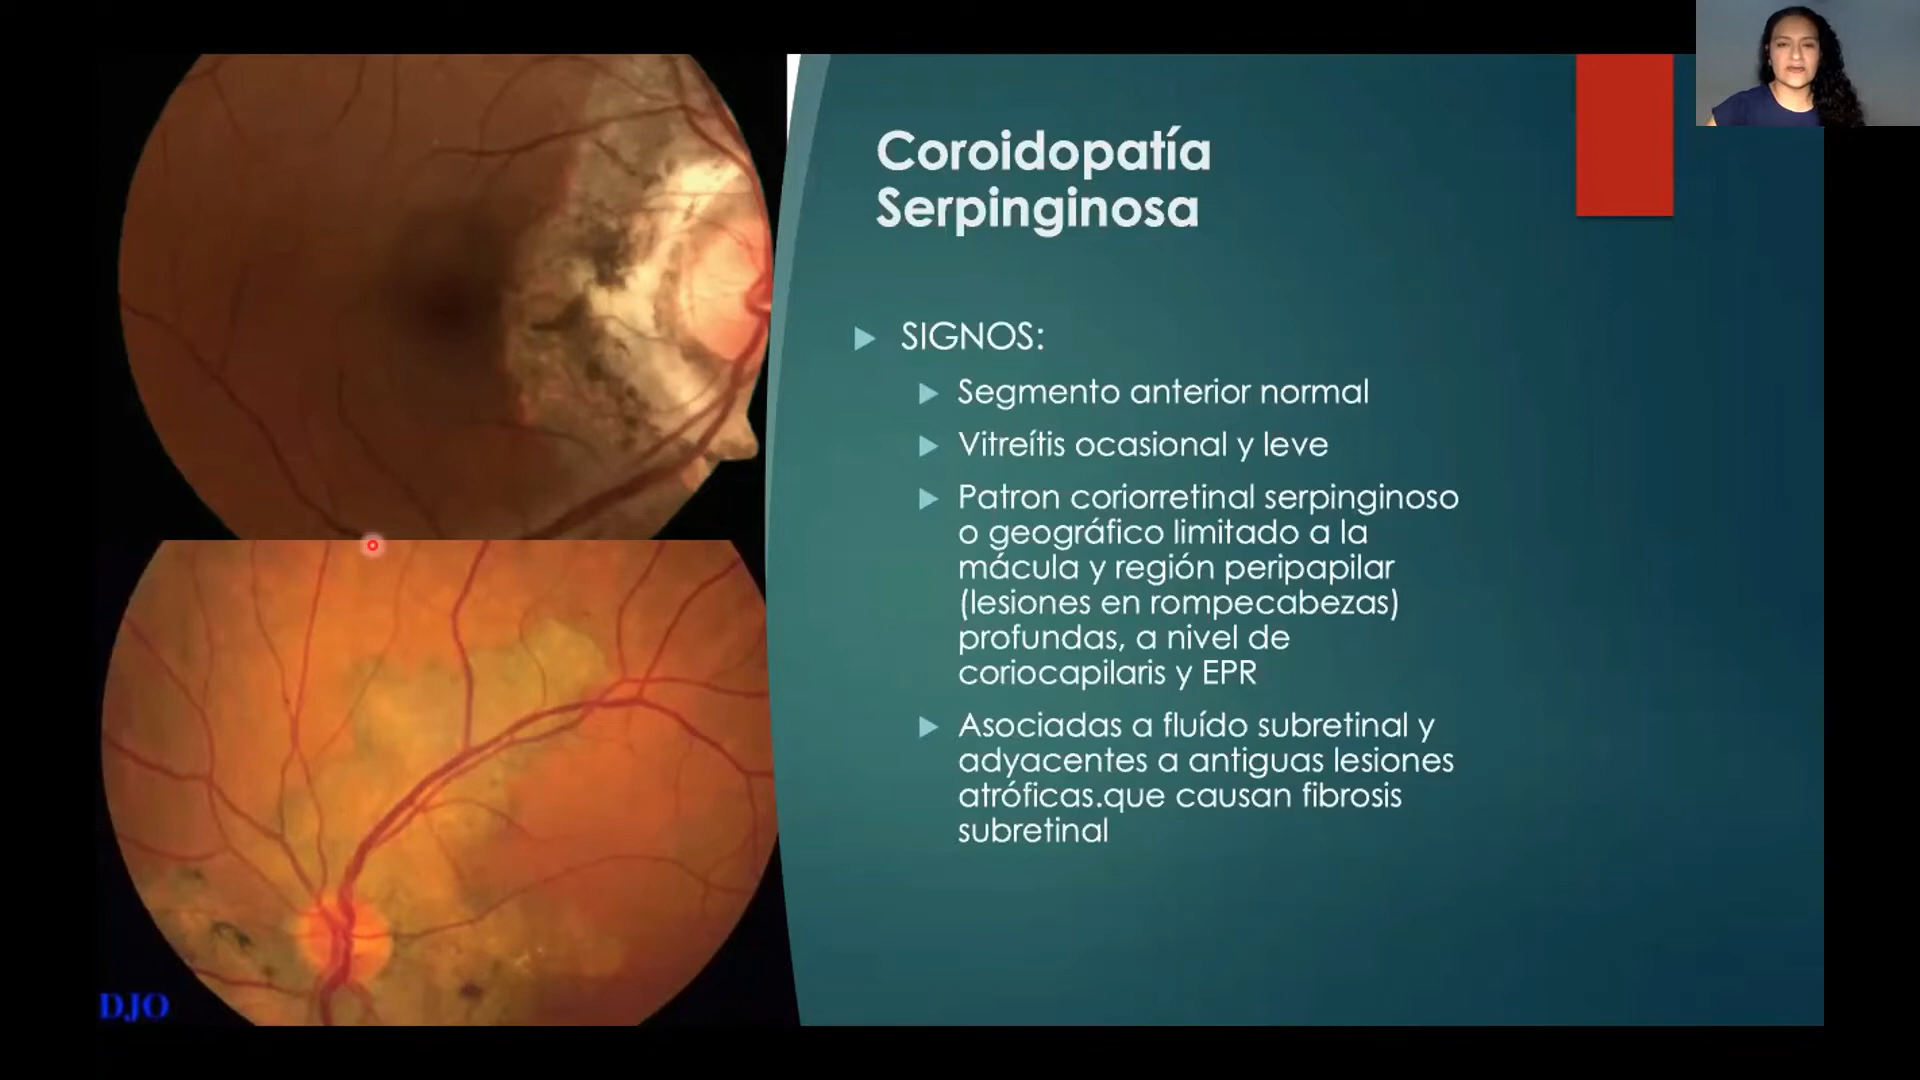 Coroidopatía
Serpinginosa
SIGNOS:
Segmento anterior normal
Vitreítis ocasional y leve
Patron coriorretinal serpinginoso
o geográfico limitado a la
mácula y región peripapilar
(lesiones en rompecabezas)
profundas, a nivel de
coriocapilaris y EPR
Asociadas a fluído subretinal y
adyacentes a antiguas lesiones
atróficas.que causan fibrosis
subretinal
DJO